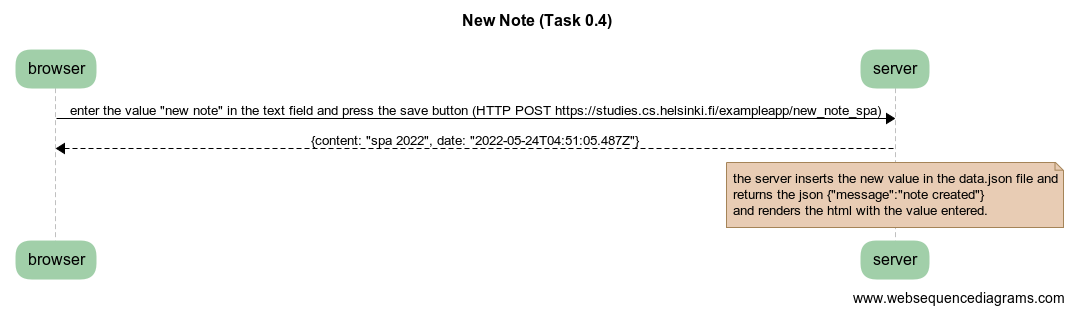 New Note (Task 0.4)
browser
server
enter the value "new note" in the text field and press the save button (HTTP POST https://studies.cs.helsinki.fi/exampleapp/new_note_spa)
{content: "spa 2022", date: "2022-05-24T04:51:05.487Z"}
the server inserts the new value in the data.json file and
returns the json {"message":"note created"}
and renders the html with the value entered.
browser
server
www.websequencediagrams.com